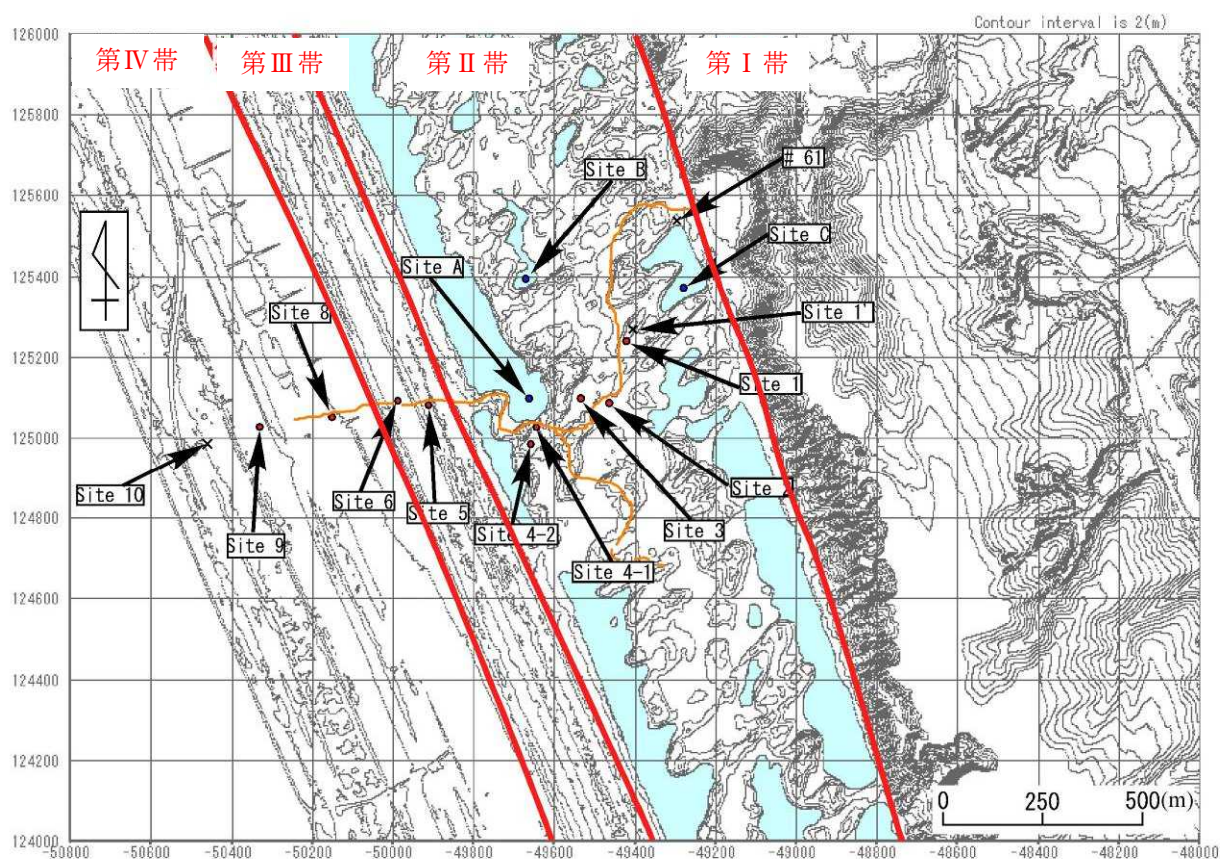 Contour interval is 2(m)
126000
第Ⅳ帯
第Ⅲ帯
第Ⅱ帯
第Ⅰ帯
125800
# 61
Site B
125600
Site C
Site A
125400
Site 8
Site 1'
125200
Site 1
125000
Site 10
Site 6
Site 5
Site 2
124800
Site 9
Site 4-2
Site 3
Site 4-1
124600
124400
124200
0 250 500(m)
124000
-50800 -50600 -50400 -50200 -50000 -49800 -49600 -49400 -49200 -49000 -48800 -48600 -48400 -48200 -48000